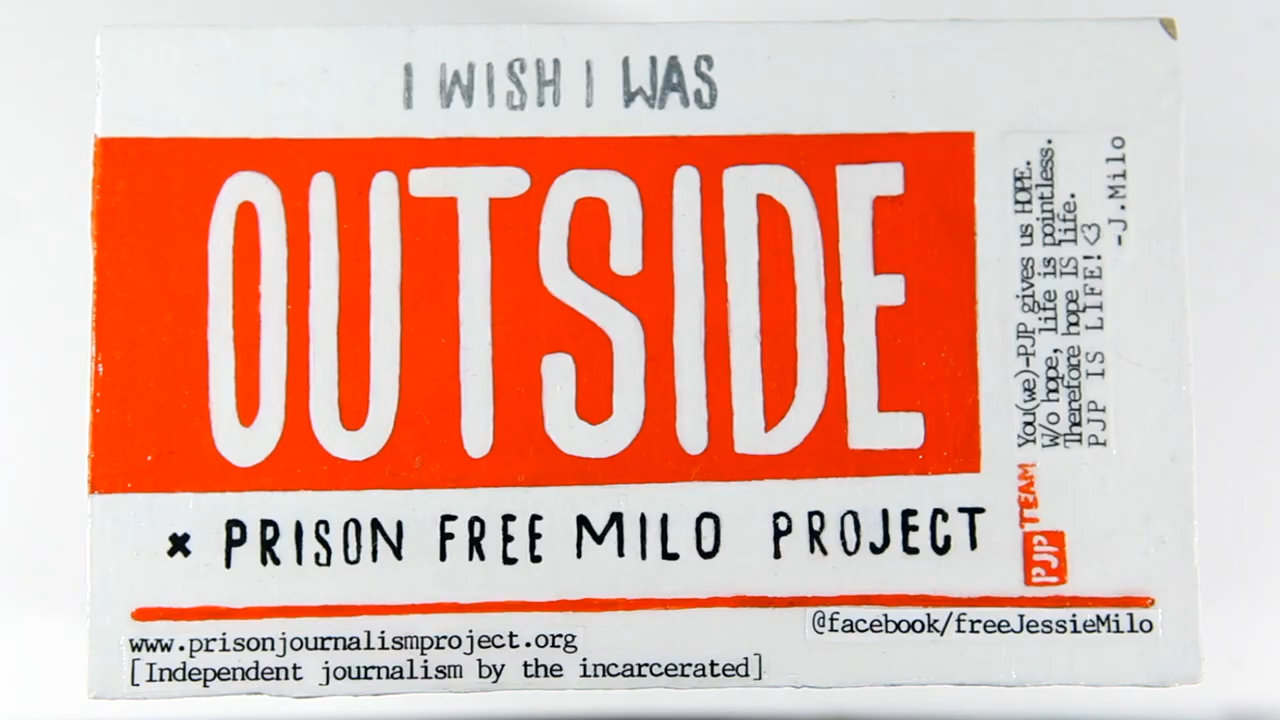 I WISH I WAS
OUTSIDE
× PRISON FREE MILO PROJECT
www.prisonjournalismproject.org
[Independent journalism by the incarcerated]
@facebook/freeJessieMilo
PJP TEAM
You(we)-PJP gives us HOPE.
W/o hope, life is pointless.
Therefore hope IS life.
PJP IS LIFE! <3
-J.Milo